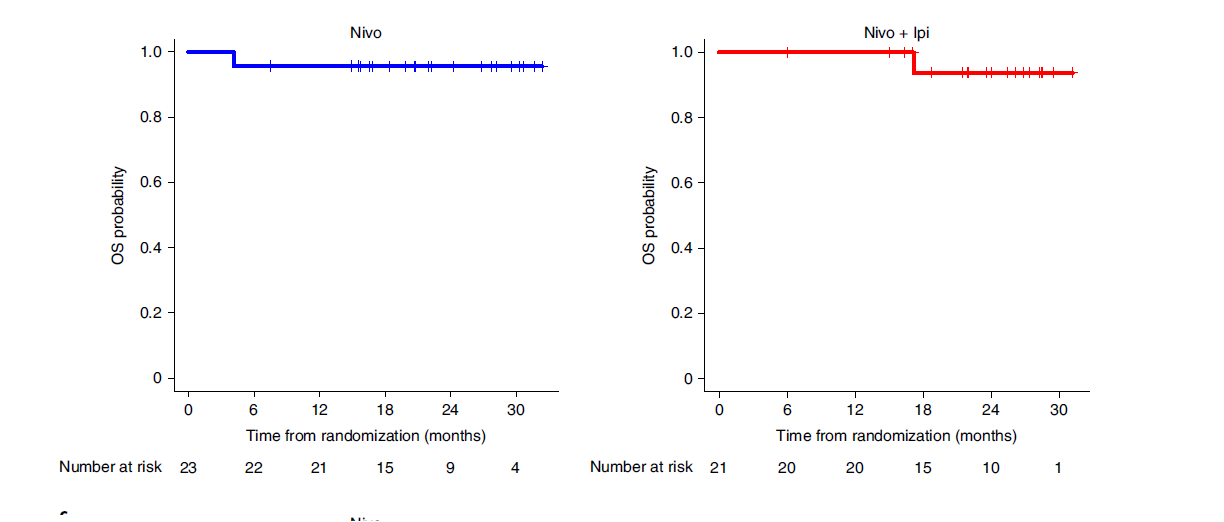 Nivo
Nivo + Ipi
1.0
0.8
0.6
0.4
0.2
0
OS probability
0 6 12 18 24 30
Time from randomization (months)
Number at risk 23 22 21 15 9 4
1.0
0.8
0.6
0.4
0.2
0
OS probability
0 6 12 18 24 30
Time from randomization (months)
Number at risk 21 20 20 15 10 1